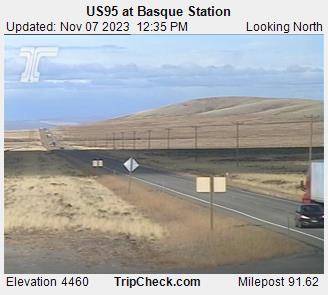 US95 at Basque Station
Updated: Nov 07 2023 12:35 PM Looking North
Elevation 4460 TripCheck.com Milepost 91.62